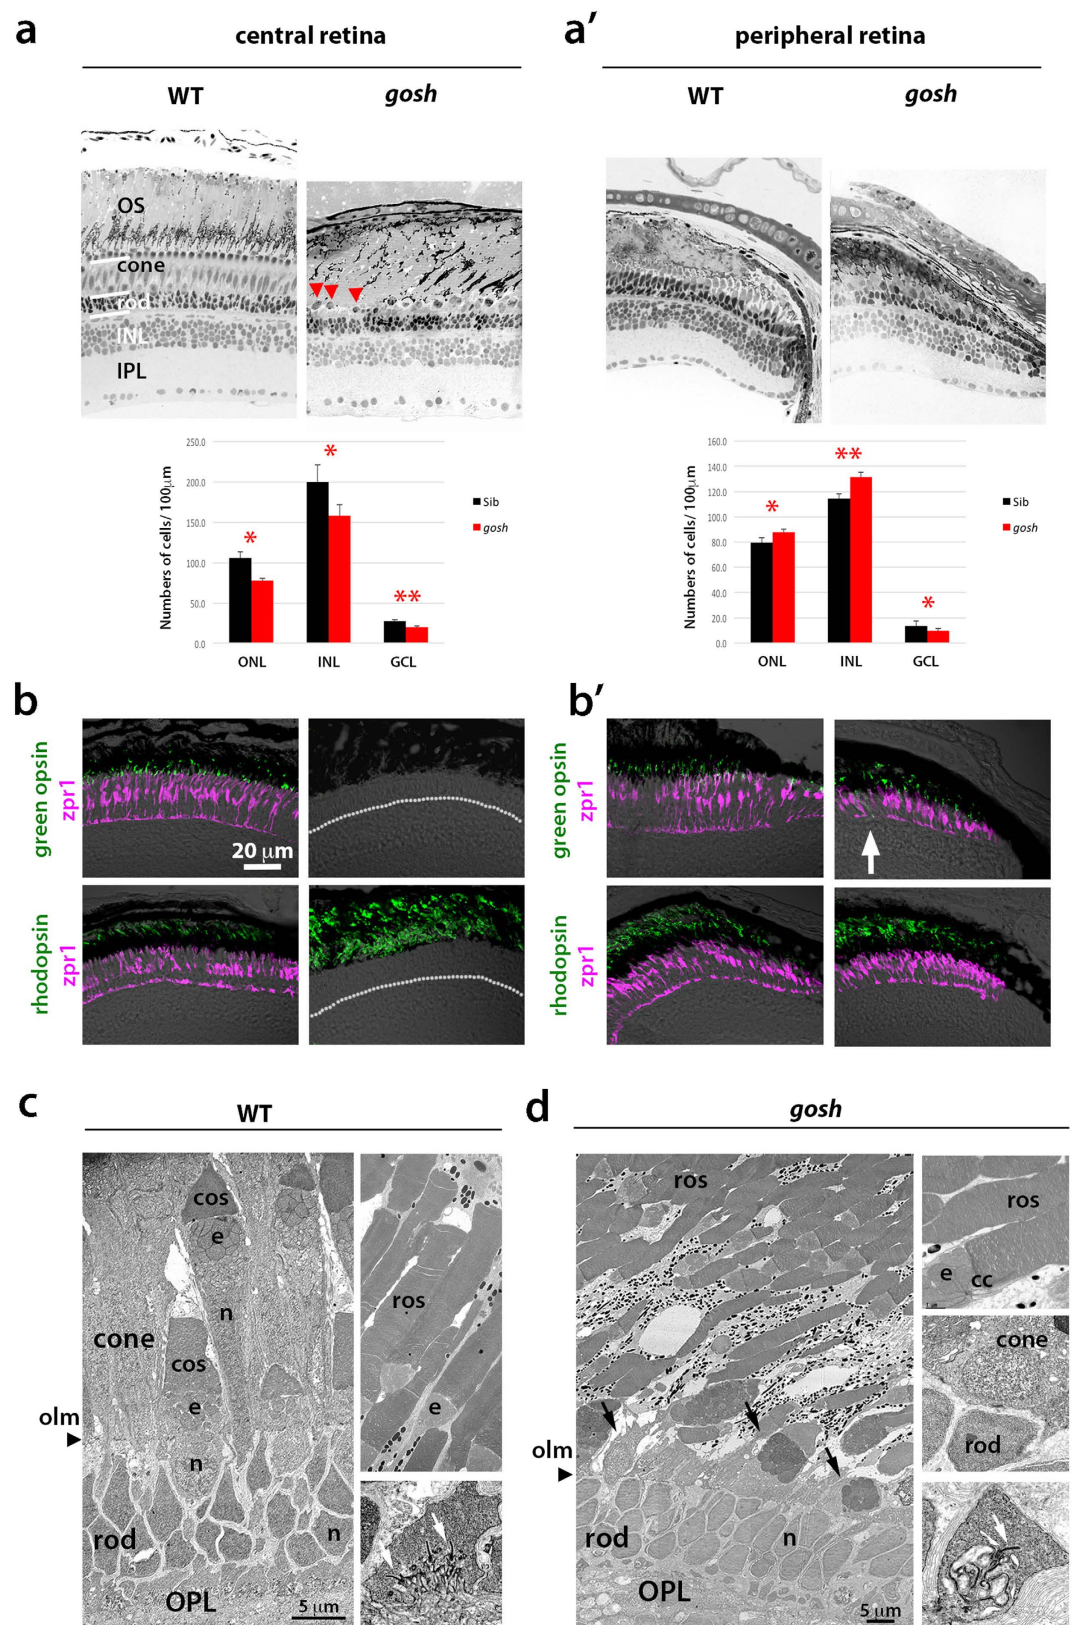 a
central retina
WT
gosh
OS
cone
rod
INL
IPL
250.0
200.0
150.0
100.0
50.0
0.0
Numbers of cells/ 100μm
*
*
**
Sib
gosh
ONL
INL
GCL
a′
peripheral retina
WT
gosh
160.0
140.0
120.0
100.0
80.0
60.0
40.0
20.0
0.0
Numbers of cells/ 100μm
*
**
*
Sib
gosh
ONL
INL
GCL
b
green opsin
zpr1
20 μm
rhodopsin
zpr1
b′
green opsin
zpr1
rhodopsin
zpr1
c
WT
cos
e
n
cone
cos
e
olm
n
rod
n
OPL
5 μm
ros
e
d
gosh
ros
olm
rod
n
OPL
5 μm
ros
e
cc
cone
rod